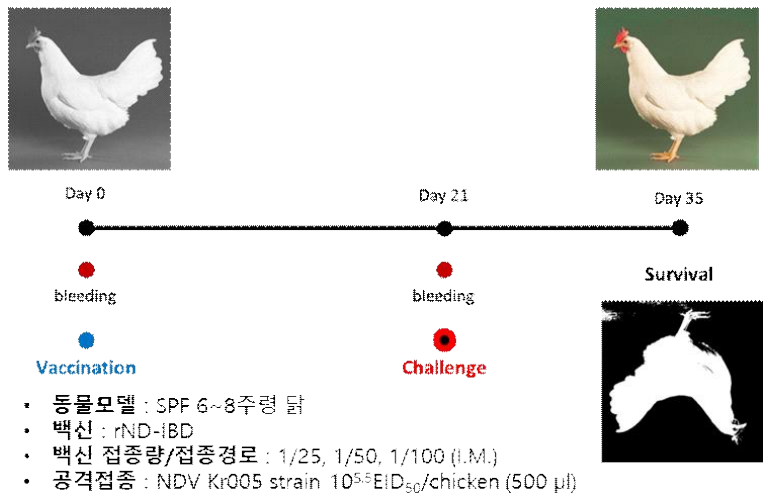 Day 0
Day 21
Day 35
bleeding
bleeding
Survival
Vaccination
Challenge
• 동물모델 : SPF 6~8주령 닭
• 백신 : rND-IBD
• 백신 접종량/접종경로 : 1/25, 1/50, 1/100 (I.M.)
• 공격접종 : NDV Kr005 strain 10⁵·⁵EID₅₀/chicken (500 µl)